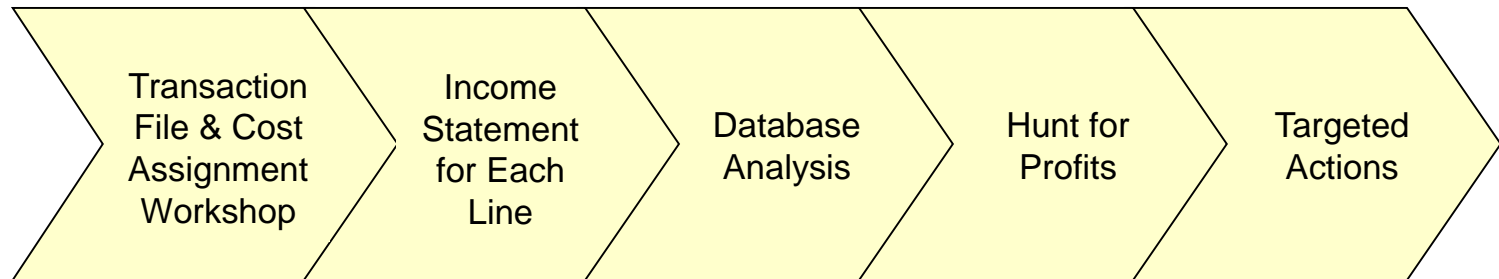 Transaction
File & Cost
Assignment
Workshop
Income
Statement
for Each
Line
Database
Analysis
Hunt for
Profits
Targeted
Actions